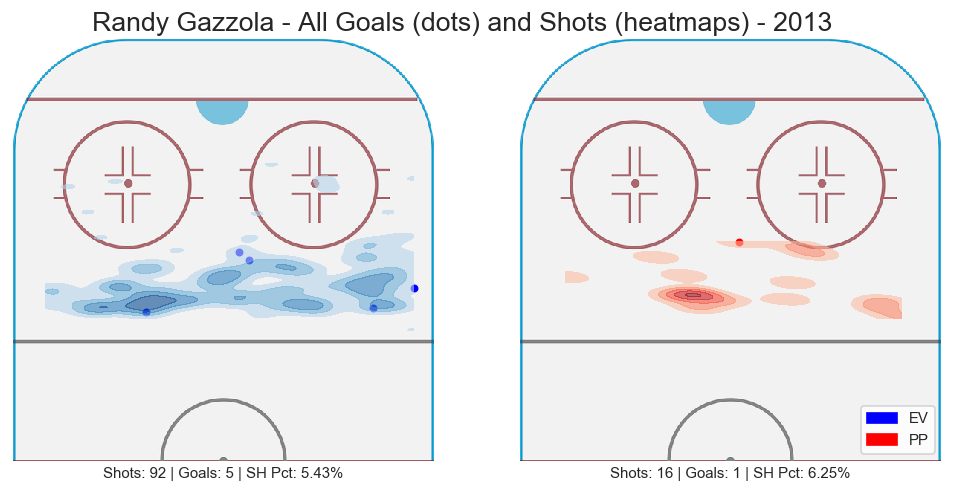 Randy Gazzola - All Goals (dots) and Shots (heatmaps) - 2013
EV
PP
Shots: 92 | Goals: 5 | SH Pct: 5.43%
Shots: 16 | Goals: 1 | SH Pct: 6.25%